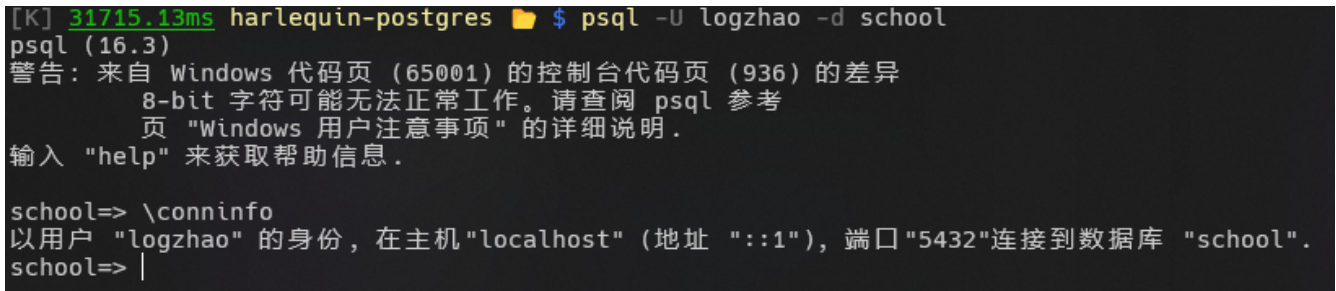 [K] 31715.13ms harlequin-postgres $ psql -U logzhao -d school
psql (16.3)
警告：来自 Windows 代码页 (65001) 的控制台代码页 (936) 的差异
8-bit 字符可能无法正常工作。请查阅 psql 参考
页 "Windows 用户注意事项" 的详细说明.
输入 "help" 来获取帮助信息.
school=> \conninfo
以用户 "logzhao" 的身份, 在主机"localhost" (地址 "::1"), 端口"5432"连接到数据库 "school".
school=>